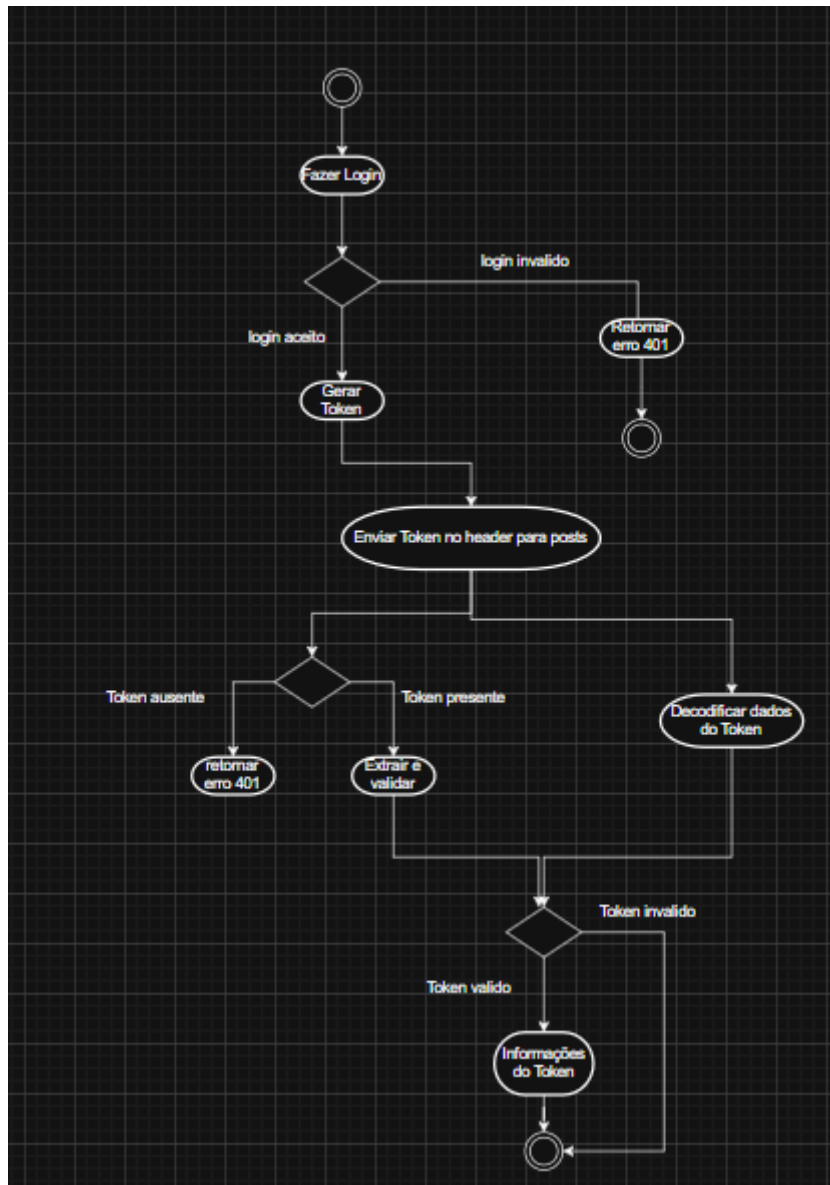 Fazer Login
login invalido
login aceito
Retornar
erro 401
Gerar
Token
Enviar Token no header para posts
Token ausente
Token presente
Decodificar dados
do Token
retornar
erro 401
Extrair e
validar
Token invalido
Token valido
Informações
do Token